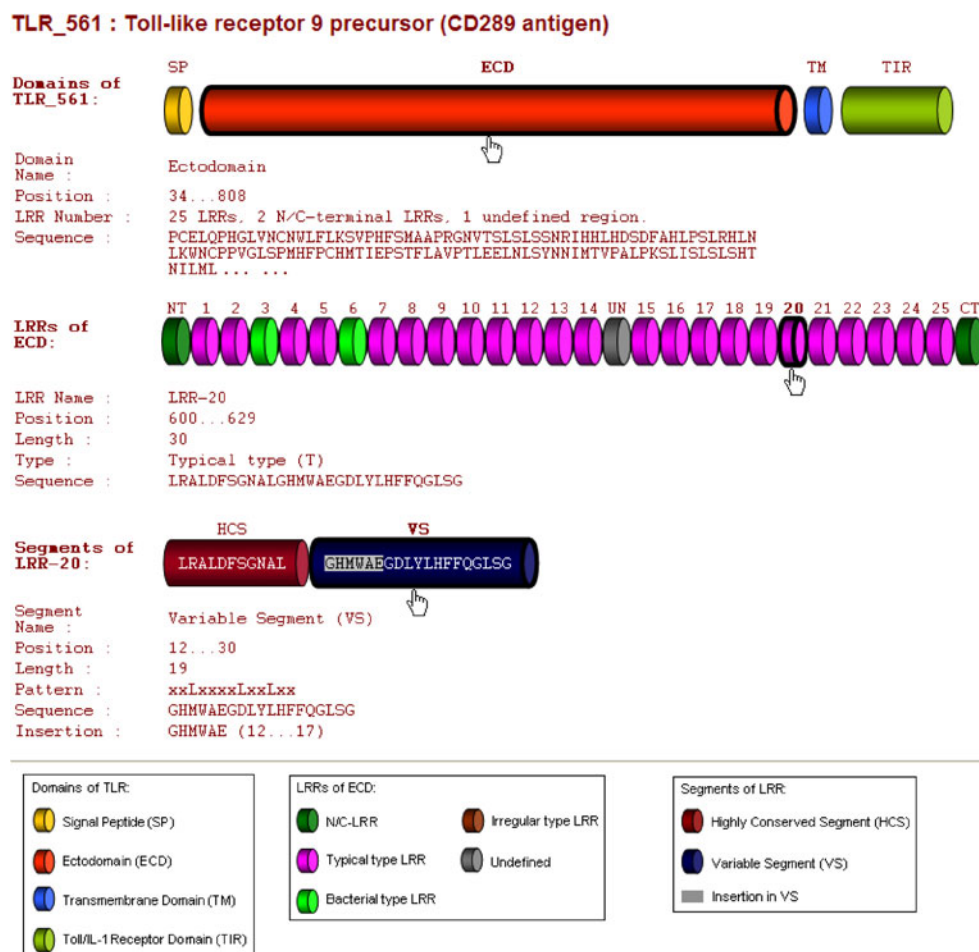 TLR_561 : Toll-like receptor 9 precursor (CD289 antigen)
SP ECD TM TIR
Domains of
TLR_561:
Domain
Name : Ectodomain
Position : 34...808
LRR Number : 25 LRRs, 2 N/C-terminal LRRs, 1 undefined region.
Sequence : PCELQPHGLVNCNWLFLKSVPHFSMAAPRGNVTSLSLSSNRIHHLHDSDFAHLPSLRHLN
LKWNCPPVGLSPMHFPCHMTIEPSTFLAVPTLEELNLSYNNIMTVPALPKSLISLSLSHT
NILML ... ...
NT 1 2 3 4 5 6 7 8 9 10 11 12 13 14 UN 15 16 17 18 19 20 21 22 23 24 25 CT
LRRs of
ECD:
LRR Name : LRR-20
Position : 600...629
Length : 30
Type : Typical type (T)
Sequence : LRALDFSGNALGHMWAEGDLYLHFFQGLSG
HCS VS
Segments of
LRR-20:
LRALDFSGNAL GHMWAEGDLYLHFFQGLSG
Segment
Name : Variable Segment (VS)
Position : 12...30
Length : 19
Pattern : xxLxxxxLxxLxx
Sequence : GHMWAEGDLYLHFFQGLSG
Insertion : GHMWAE (12...17)
Domains of TLR:
Signal Peptide (SP)
Ectodomain (ECD)
Transmembrane Domain (TM)
Toll/IL-1 Receptor Domain (TIR)
LRRs of ECD:
N/C-LRR
Typical type LRR
Bacterial type LRR
Irregular type LRR
Undefined
Segments of LRR:
Highly Conserved Segment (HCS)
Variable Segment (VS)
Insertion in VS